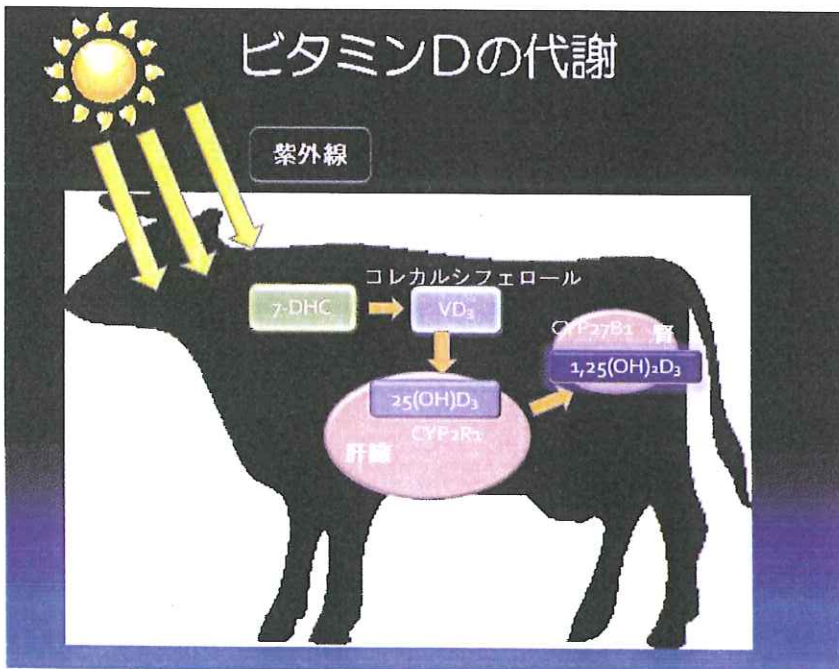 ビタミンDの代謝
紫外線
コレカルシフェロール
7-DHC
VD₃
CYP27B1
1,25(OH)₂D₃
25(OH)D₃
CYP2R1
肝臓